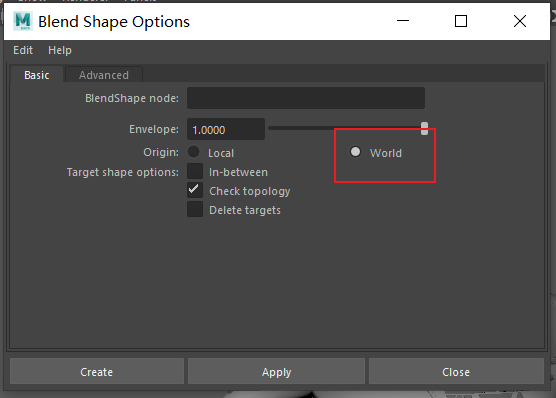 Blend Shape Options
Edit Help
Basic Advanced
BlendShape node:
Envelope: 1.0000
Origin: Local World
Target shape options: In-between
Check topology
Delete targets
Create Apply Close